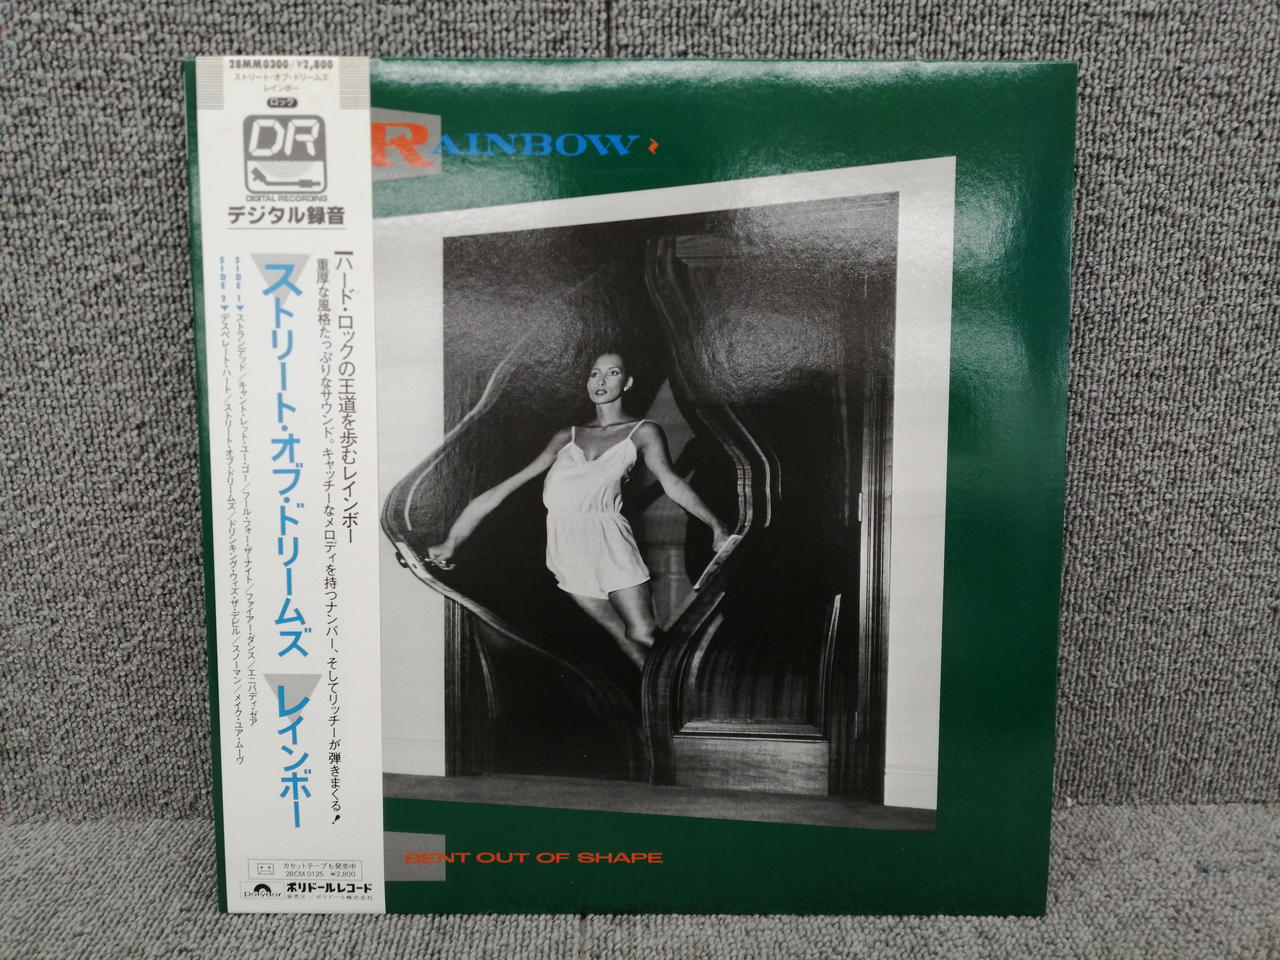 28MM0300/¥2,800
ストリート・オブ・ドリームズ
レインボー
ロック
DR
DIGITAL RECORDING
デジタル録音
ハード・ロックの王道を歩むレインボー
重厚な風格たっぷりなサウンド。キャッチーなメロディを持つナンバー、そしてリッチーが弾きまくる!
ストリート・オブ・ドリームズ
レインボー
SIDE 1▼ストランデッド/キャント・レット・ユー・ゴー/フール・フォー・ザ・ナイト/ファイアー・ダンス/エニバディ・ゼア
SIDE 2▼デスペレート・ハート/ストリート・オブ・ドリームズ/ドリンキング・ウィズ・ザ・デビル/スノーマン/メイク・ユア・ムーヴ
カセットテープも発売中
28CM 0125 ¥2,800
Polydor
ポリドールレコード
発売元/ポリドール株式会社
RAINBOW
BENT OUT OF SHAPE